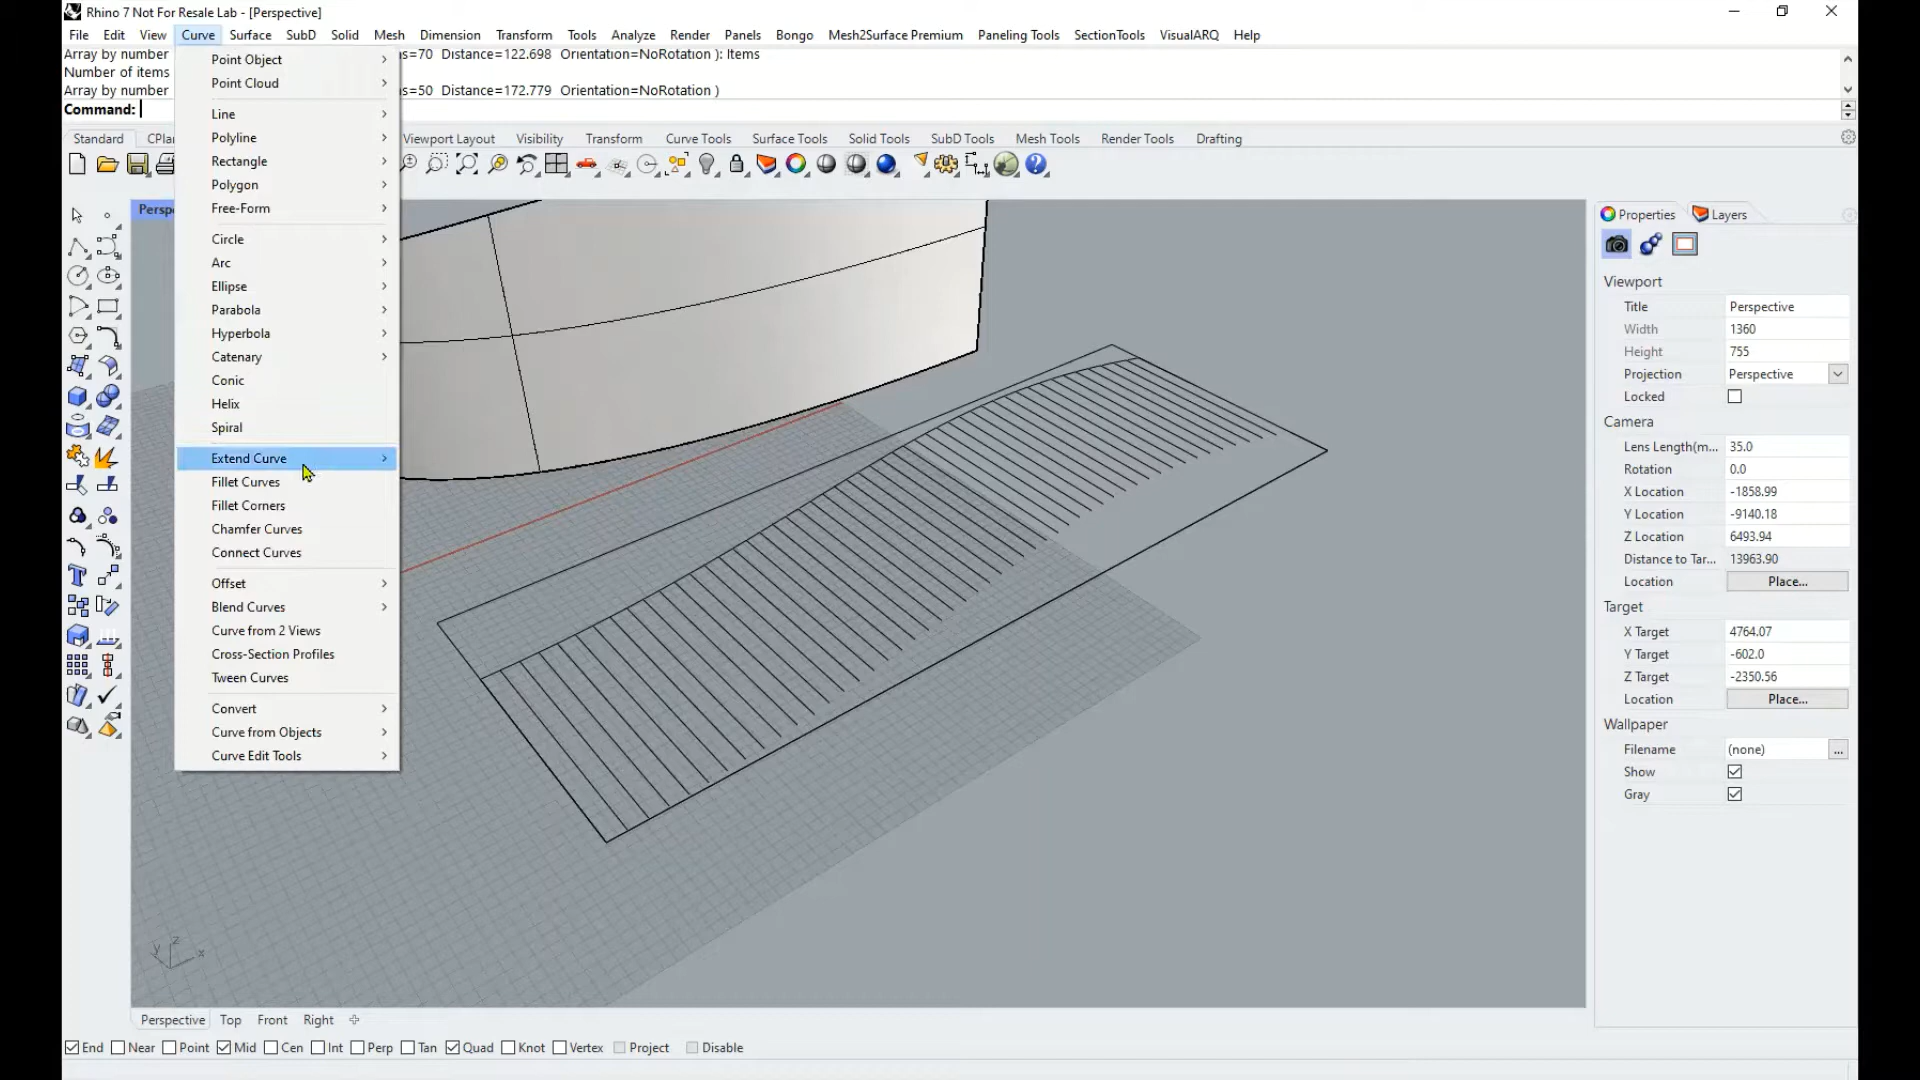 Rhino 7 Not For Resale Lab - [Perspective]
File Edit View Curve Surface SubD Solid Mesh Dimension Transform Tools Analyze Render Panels Bongo Mesh2Surface Premium Paneling Tools SectionTools VisualARQ Help
Array by number s=70 Distance=122.698 Orientation=NoRotation ): Items
Number of items
Array by number s=50 Distance=172.779 Orientation=NoRotation )
Command:
Standard CPla Viewport Layout Visibility Transform Curve Tools Surface Tools Solid Tools SubD Tools Mesh Tools Render Tools Drafting
Persp
Point Object
Point Cloud
Line
Polyline
Rectangle
Polygon
Free-Form
Circle
Arc
Ellipse
Parabola
Hyperbola
Catenary
Conic
Helix
Spiral
Extend Curve
Fillet Curves
Fillet Corners
Chamfer Curves
Connect Curves
Offset
Blend Curves
Curve from 2 Views
Cross-Section Profiles
Tween Curves
Convert
Curve from Objects
Curve Edit Tools
z
y
x
Properties Layers
Viewport
Title Perspective
Width 1360
Height 755
Projection Perspective
Locked
Camera
Lens Length(m... 35.0
Rotation 0.0
X Location -1858.99
Y Location -9140.18
Z Location 6493.94
Distance to Tar... 13963.90
Location Place...
Target
X Target 4764.07
Y Target -602.0
Z Target -2350.56
Location Place...
Wallpaper
Filename (none) ...
Show
Gray
Perspective Top Front Right
End Near Point Mid Cen Int Perp Tan Quad Knot Vertex Project Disable